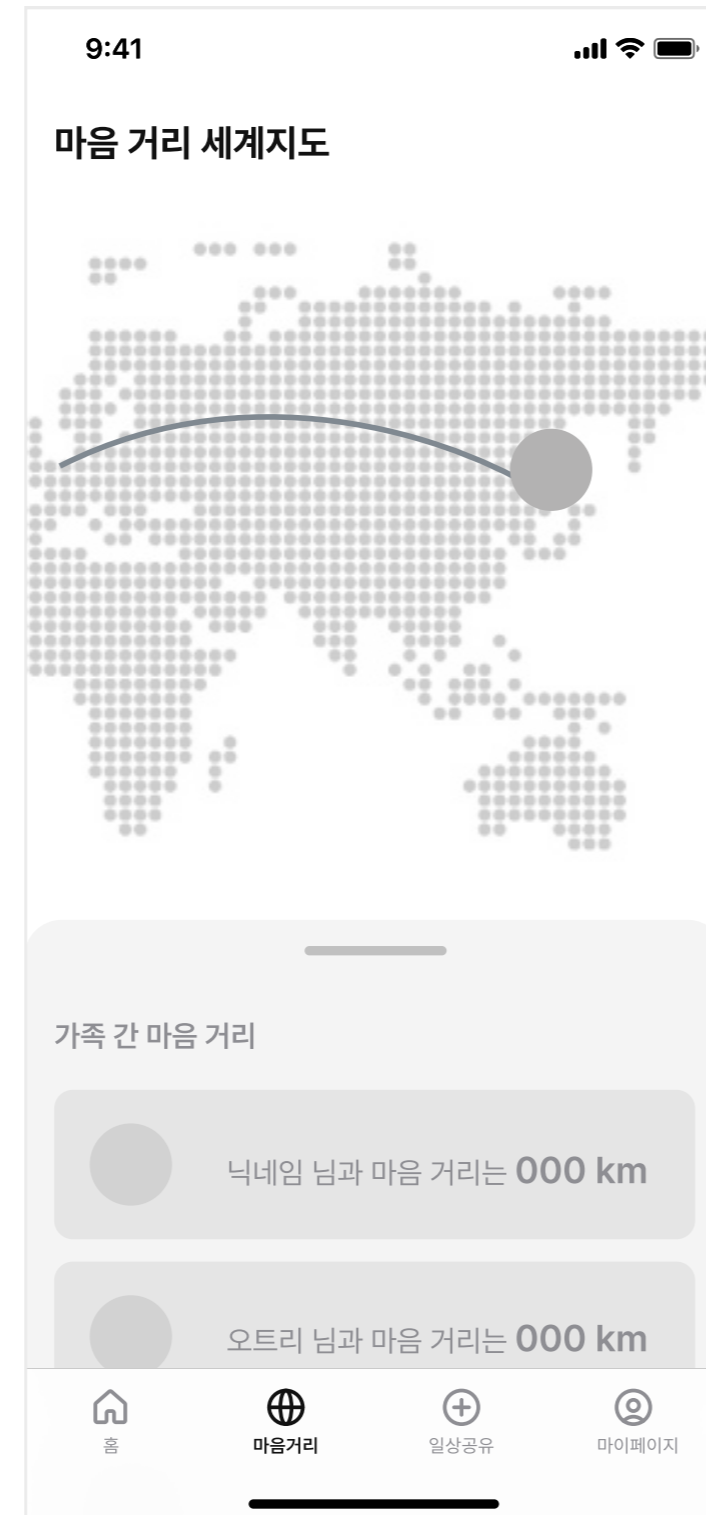 9:41
마음 거리 세계지도
가족 간 마음 거리
닉네임 님과 마음 거리는 000 km
오트리 님과 마음 거리는 000 km
홈 마음거리 일상공유 마이페이지